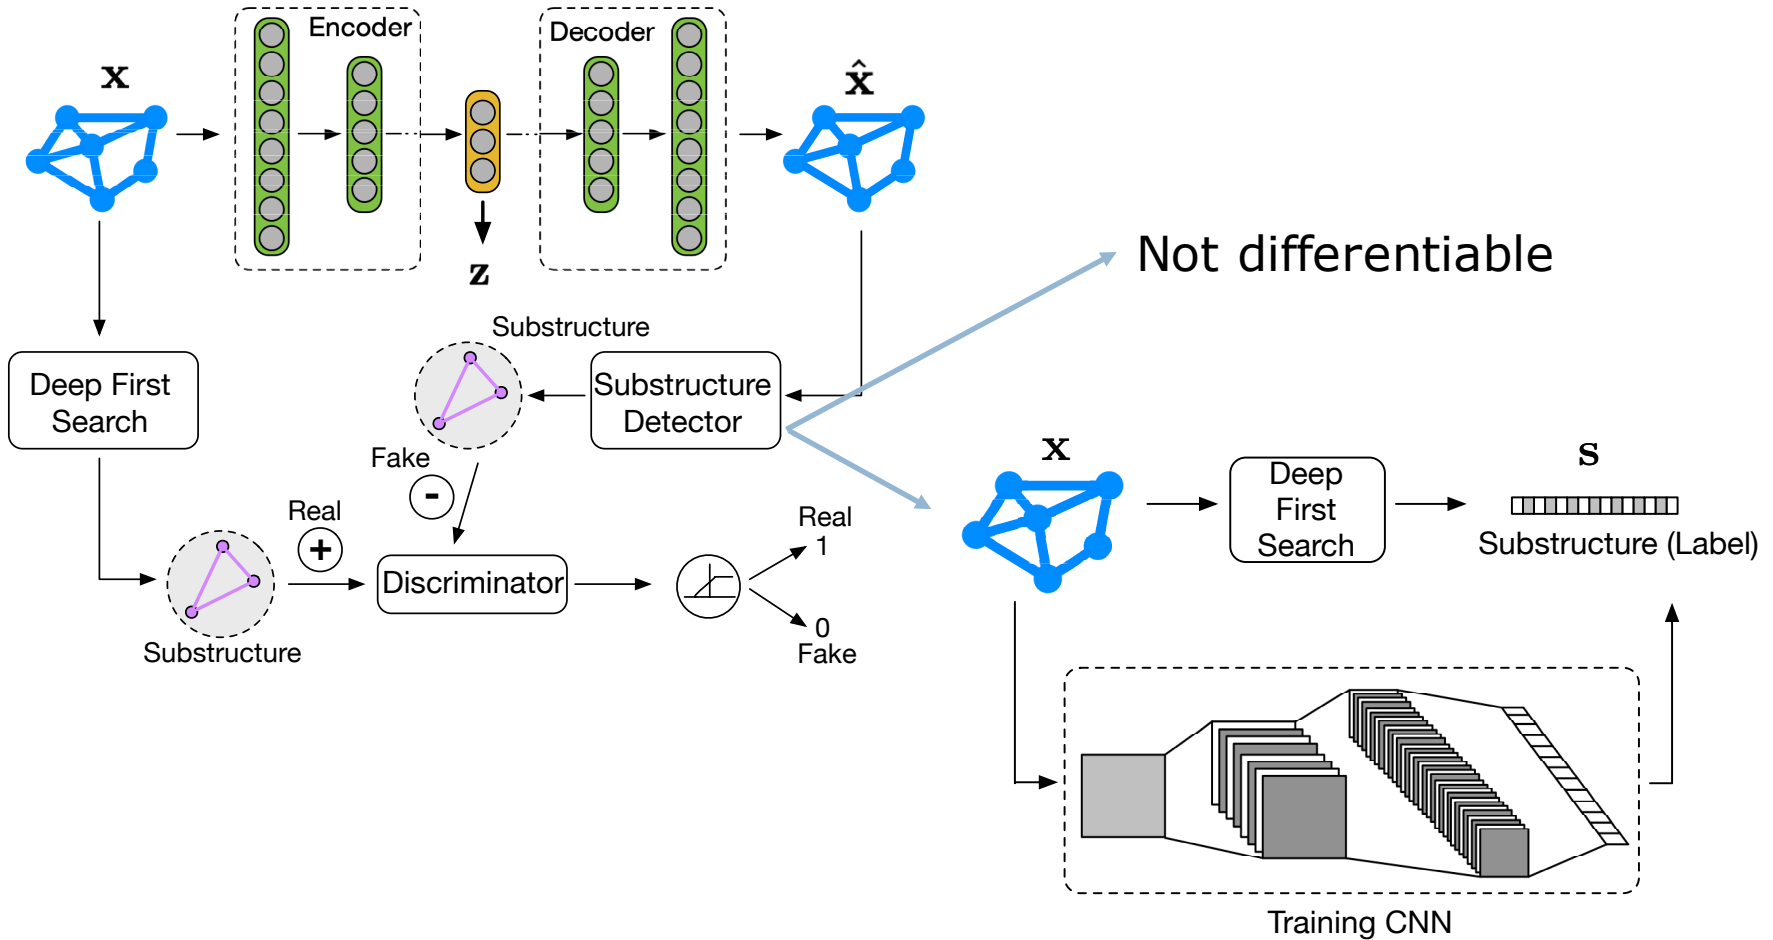 Encoder
Decoder
x
x̂
z
Not differentiable
Substructure
Deep First
Search
Substructure
Detector
Fake
-
Real
+
Discriminator
Real
1
0
Fake
Substructure
x
Deep
First
Search
s
Substructure (Label)
Training CNN